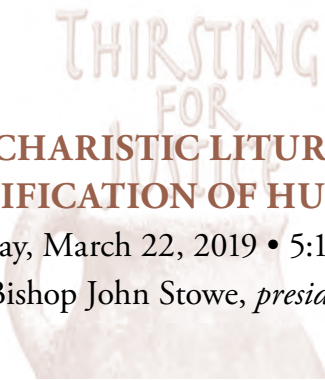 THIRSTING
FOR
JUSTICE
CHARISTIC LITUR
IFICATION OF HU
ay, March 22, 2019 • 5:1
Bishop John Stowe, presid